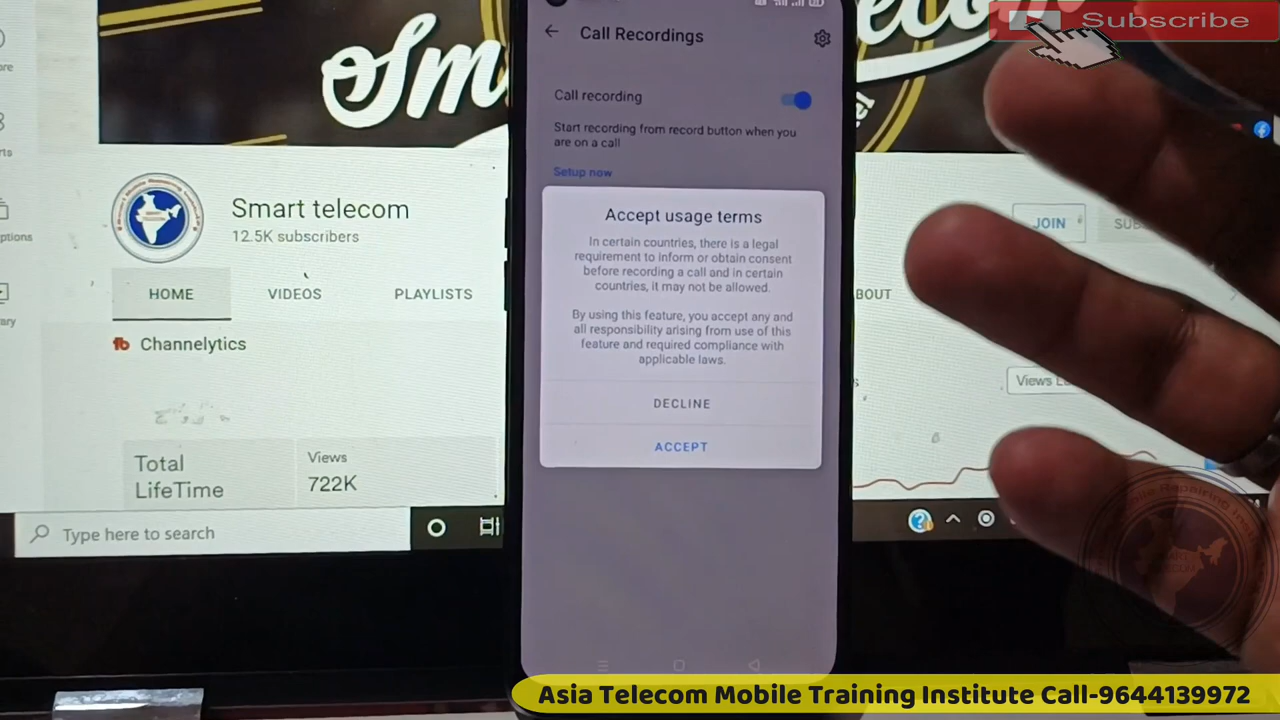 Subscribe
Sm
Call Recordings
Call recording
Start recording from record button when you
are on a call
Setup now
Accept usage terms
In certain countries, there is a legal
requirement to inform or obtain consent
before recording a call and in certain
countries, it may not be allowed.
By using this feature, you accept any and
all responsibility arising from use of this
feature and required compliance with
applicable laws.
DECLINE
ACCEPT
Smart telecom
12.5K subscribers
JOIN
SUB
HOME
VIDEOS
PLAYLISTS
BOUT
Channelytics
Total
LifeTime
Views
722K
Views L
Type here to search
Asia Telecom Mobile Training Institute Call-9644139972